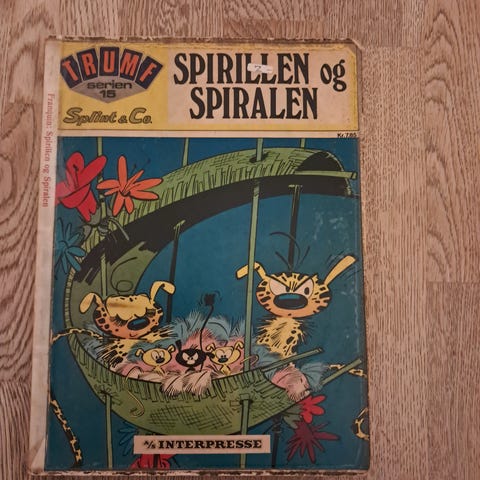 TRUMF
serien
15
Splint & Co.
SPIRILLEN og
SPIRALEN
Kr. 7.85
Franquin: Spirillen og Spiralen
A/S INTERPRESSE